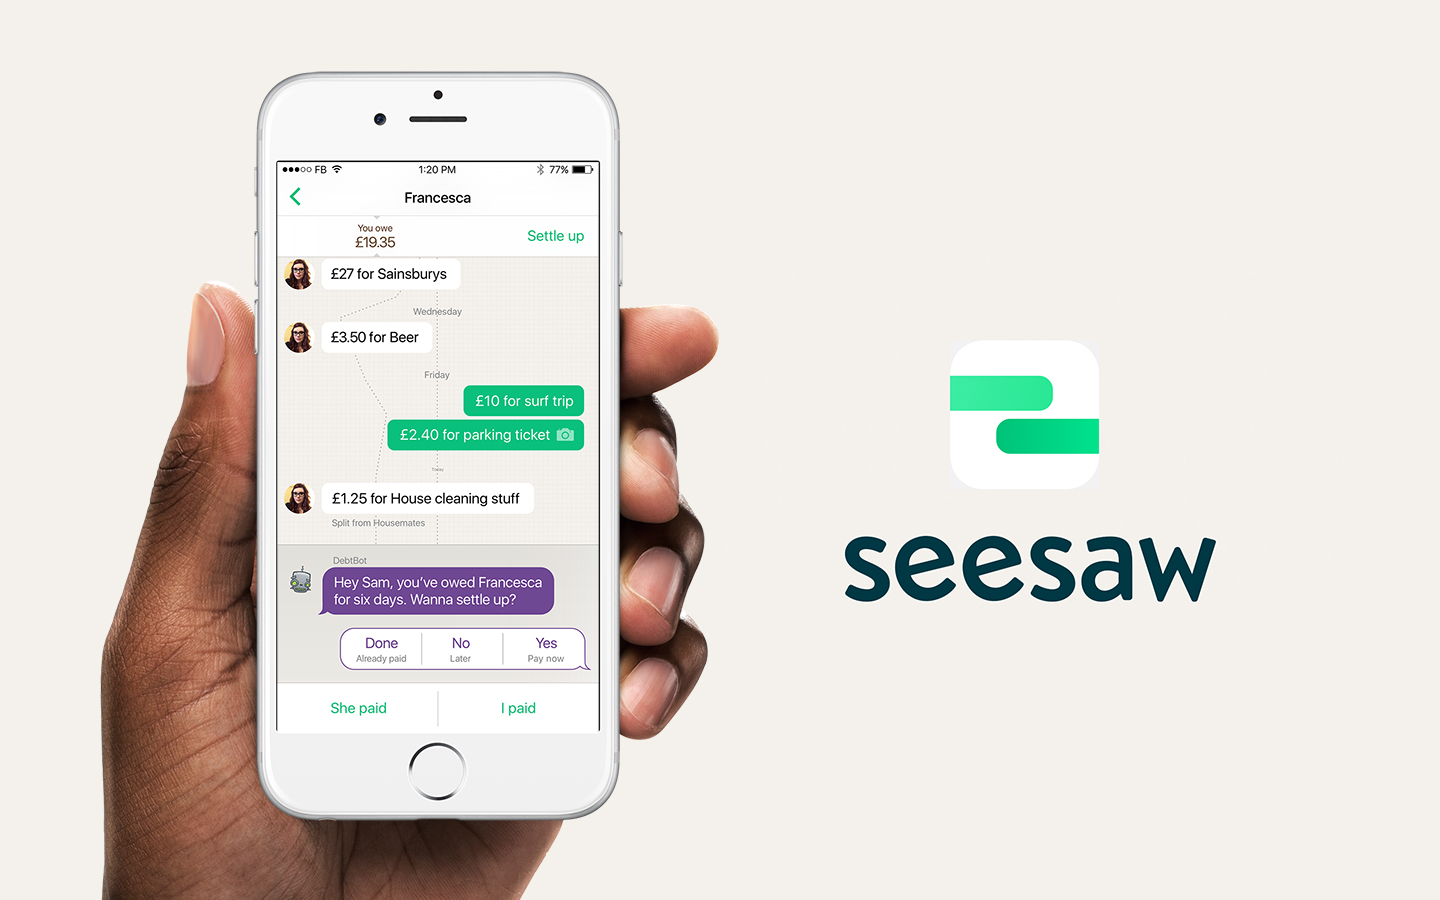 FB
1:20 PM
77%
Francesca
You owe
£19.35
Settle up
£27 for Sainsburys
Wednesday
£3.50 for Beer
Friday
£10 for surf trip
£2.40 for parking ticket
Today
£1.25 for House cleaning stuff
Split from Housemates
DebtBot
Hey Sam, you’ve owed Francesca
for six days. Wanna settle up?
Done
Already paid
No
Later
Yes
Pay now
She paid
I paid
seesaw